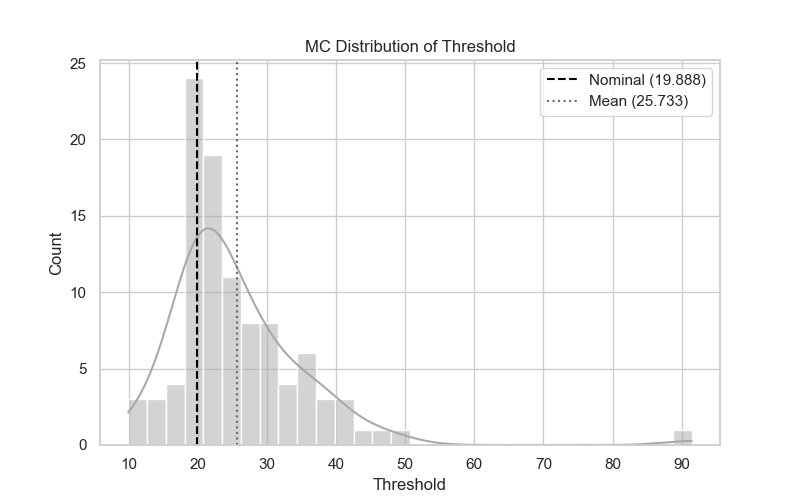 MC Distribution of Threshold
Nominal (19.888)
Mean (25.733)
25
20
15
10
5
0
Count
10 20 30 40 50 60 70 80 90
Threshold